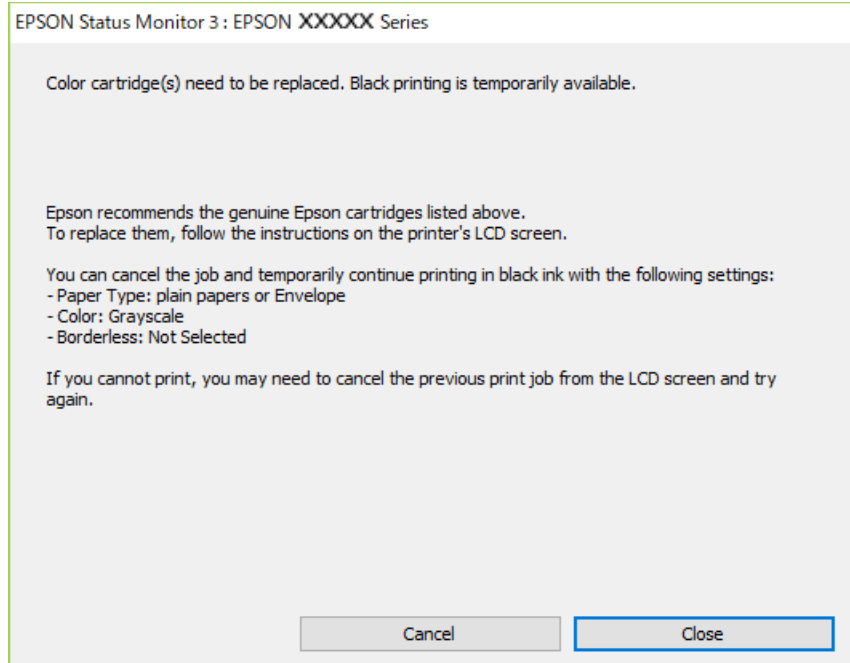 EPSON Status Monitor 3 : EPSON XXXXX Series
Color cartridge(s) need to be replaced. Black printing is temporarily available.
Epson recommends the genuine Epson cartridges listed above.
To replace them, follow the instructions on the printer's LCD screen.
You can cancel the job and temporarily continue printing in black ink with the following settings:
- Paper Type: plain papers or Envelope
- Color: Grayscale
- Borderless: Not Selected
If you cannot print, you may need to cancel the previous print job from the LCD screen and try
again.
Cancel
Close